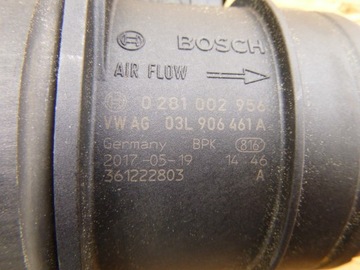 BOSCH
AIR FLOW
0 281 002 956
VW AG 03L 906 461 A
Germany BPK 816
2017-05-19 14 46
361222803 A